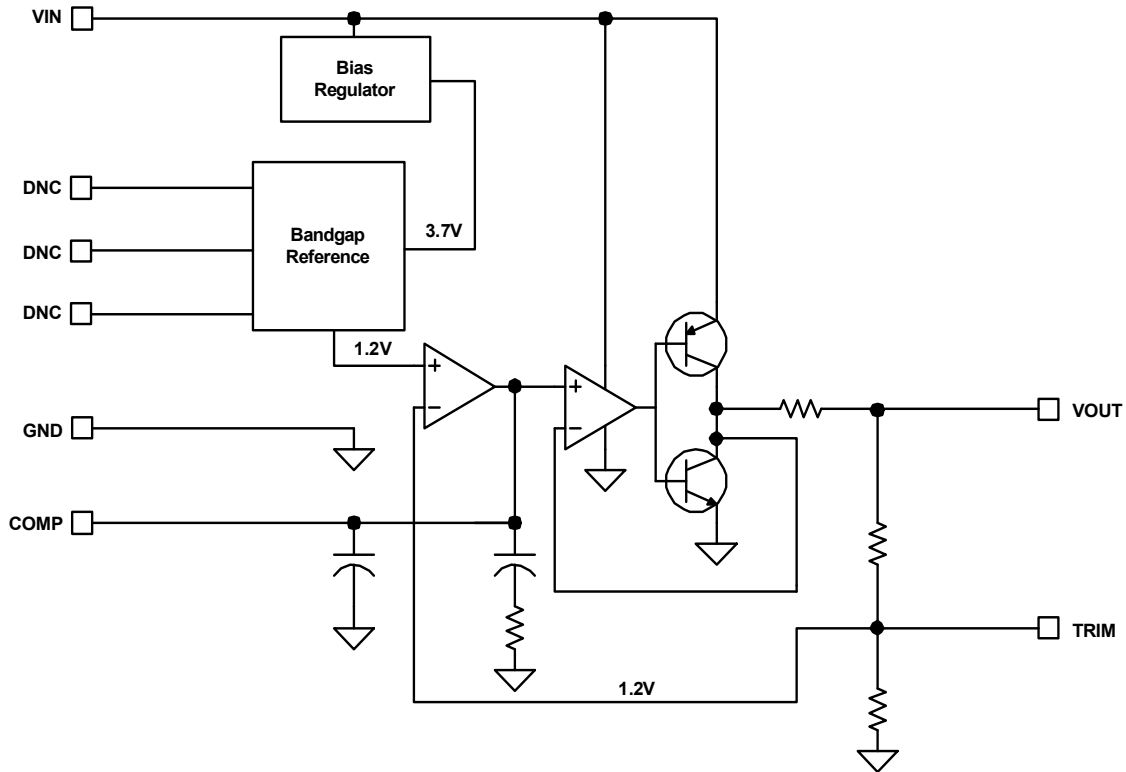 VIN
Bias
Regulator
DNC
DNC
DNC
Bandgap
Reference
3.7V
1.2V
+
−
+
−
VOUT
GND
COMP
TRIM
1.2V